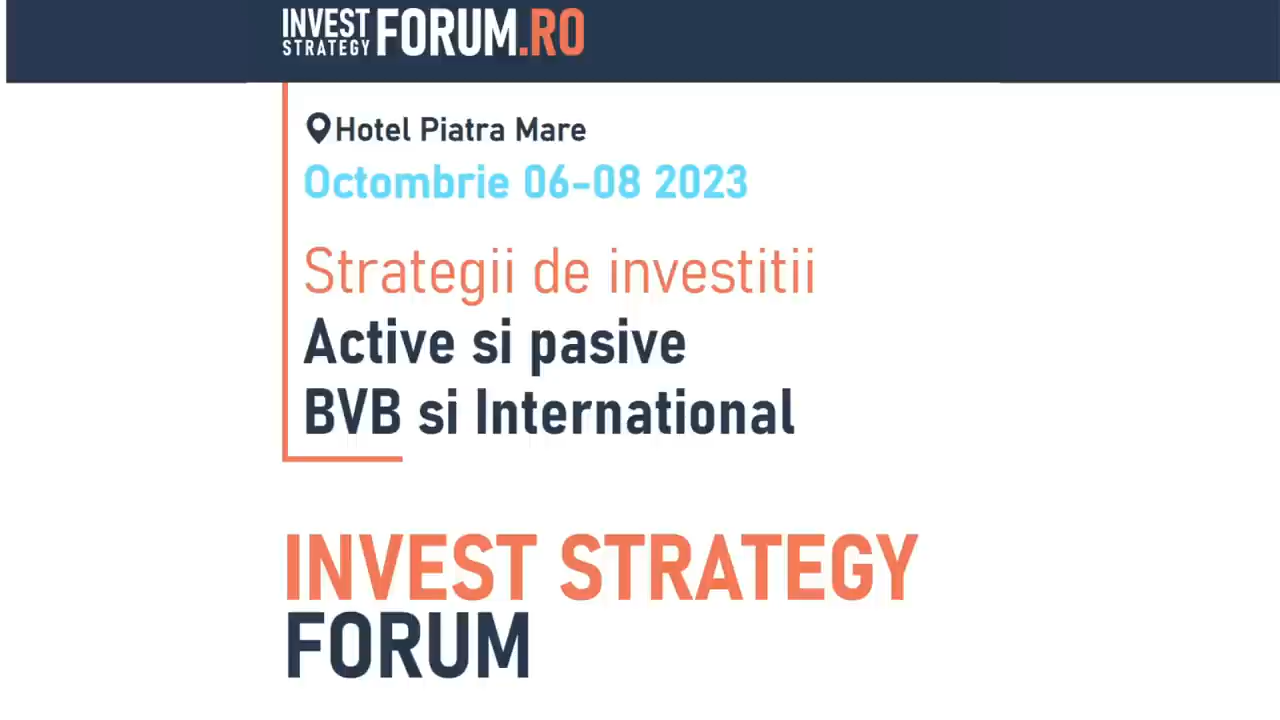 INVEST STRATEGY FORUM.RO
Hotel Piatra Mare
Octombrie 06-08 2023
Strategii de investitii
Active si pasive
BVB si International
INVEST STRATEGY
FORUM